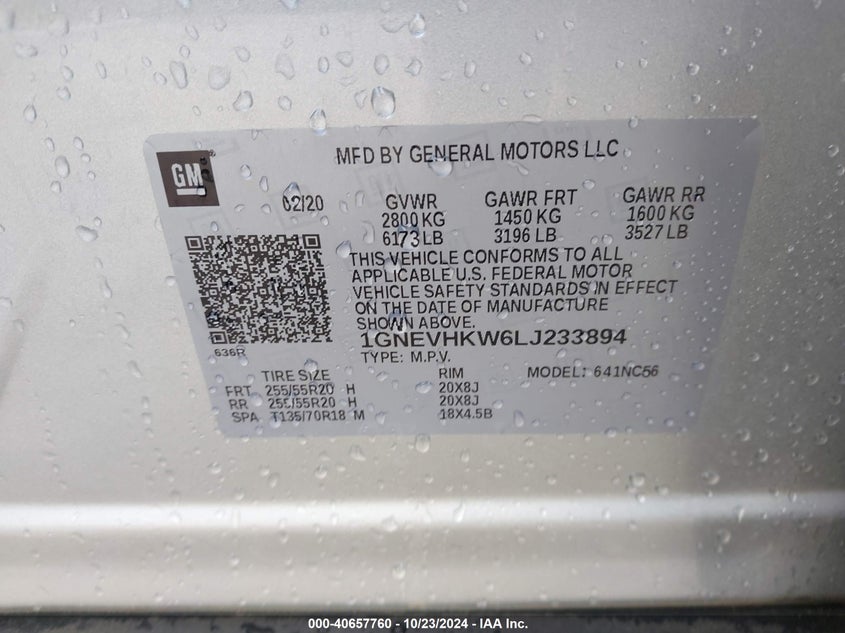 GM
MFD BY GENERAL MOTORS LLC
02/20 GVWR GAWR FRT GAWR RR
2800 KG 1450 KG 1600 KG
6173 LB 3196 LB 3527 LB
THIS VEHICLE CONFORMS TO ALL
APPLICABLE U.S. FEDERAL MOTOR
VEHICLE SAFETY STANDARDS IN EFFECT
ON THE DATE OF MANUFACTURE
SHOWN ABOVE.
1GNEVHKW6LJ233894
636R
TYPE: M.P.V.
TIRE SIZE RIM MODEL: 641NC56
FRT 255/55R20 H 20X8J
RR 255/55R20 H 20X8J
SPA T135/70R18 M 18X4.5B
000-40657760 - 10/23/2024 - IAA Inc.